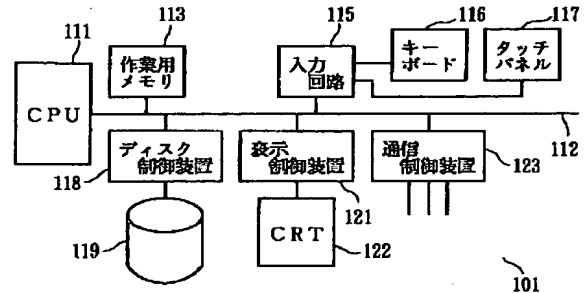 111
113
115
116
117
作業用
メモリ
入力
回路
キー
ボード
タッチ
パネル
CPU
112
ディスク
制御装置
118
表示
制御装置
121
通信
制御装置
123
119
CRT
122
101